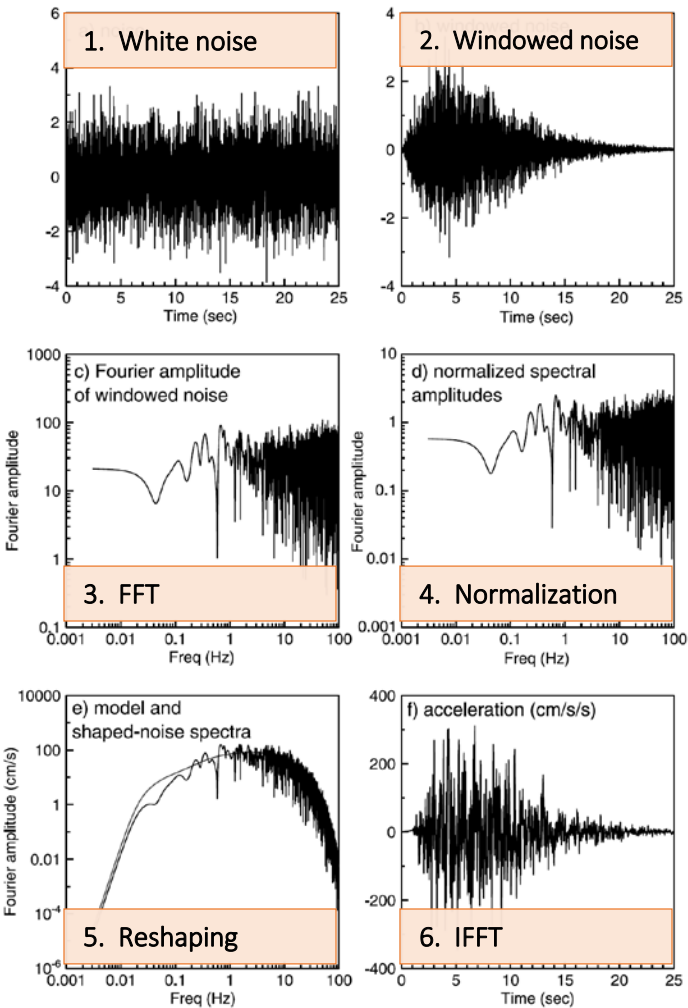 6
4
2
0
-2
-4
1. White noise
0 5 10 15 20 25
Time (sec)
4
2
0
-2
-4
2. Windowed noise
0 5 10 15 20 25
Time (sec)
1000
100
10
1
0.1
c) Fourier amplitude
of windowed noise
Fourier amplitude
3. FFT
0.001 0.01 0.1 1 10 100
Freq (Hz)
10
1
0.1
0.01
0.001
d) normalized spectral
amplitudes
Fourier amplitude
4. Normalization
0.001 0.01 0.1 1 10 100
Freq (Hz)
10000
100
1
0.01
10⁻⁴
10⁻⁶
e) model and
shaped-noise spectra
Fourier amplitude (cm/s)
5. Reshaping
0.001 0.01 0.1 1 10 100
Freq (Hz)
400
200
0
-200
-400
f) acceleration (cm/s/s)
6. IFFT
0 5 10 15 20 25
Time (sec)